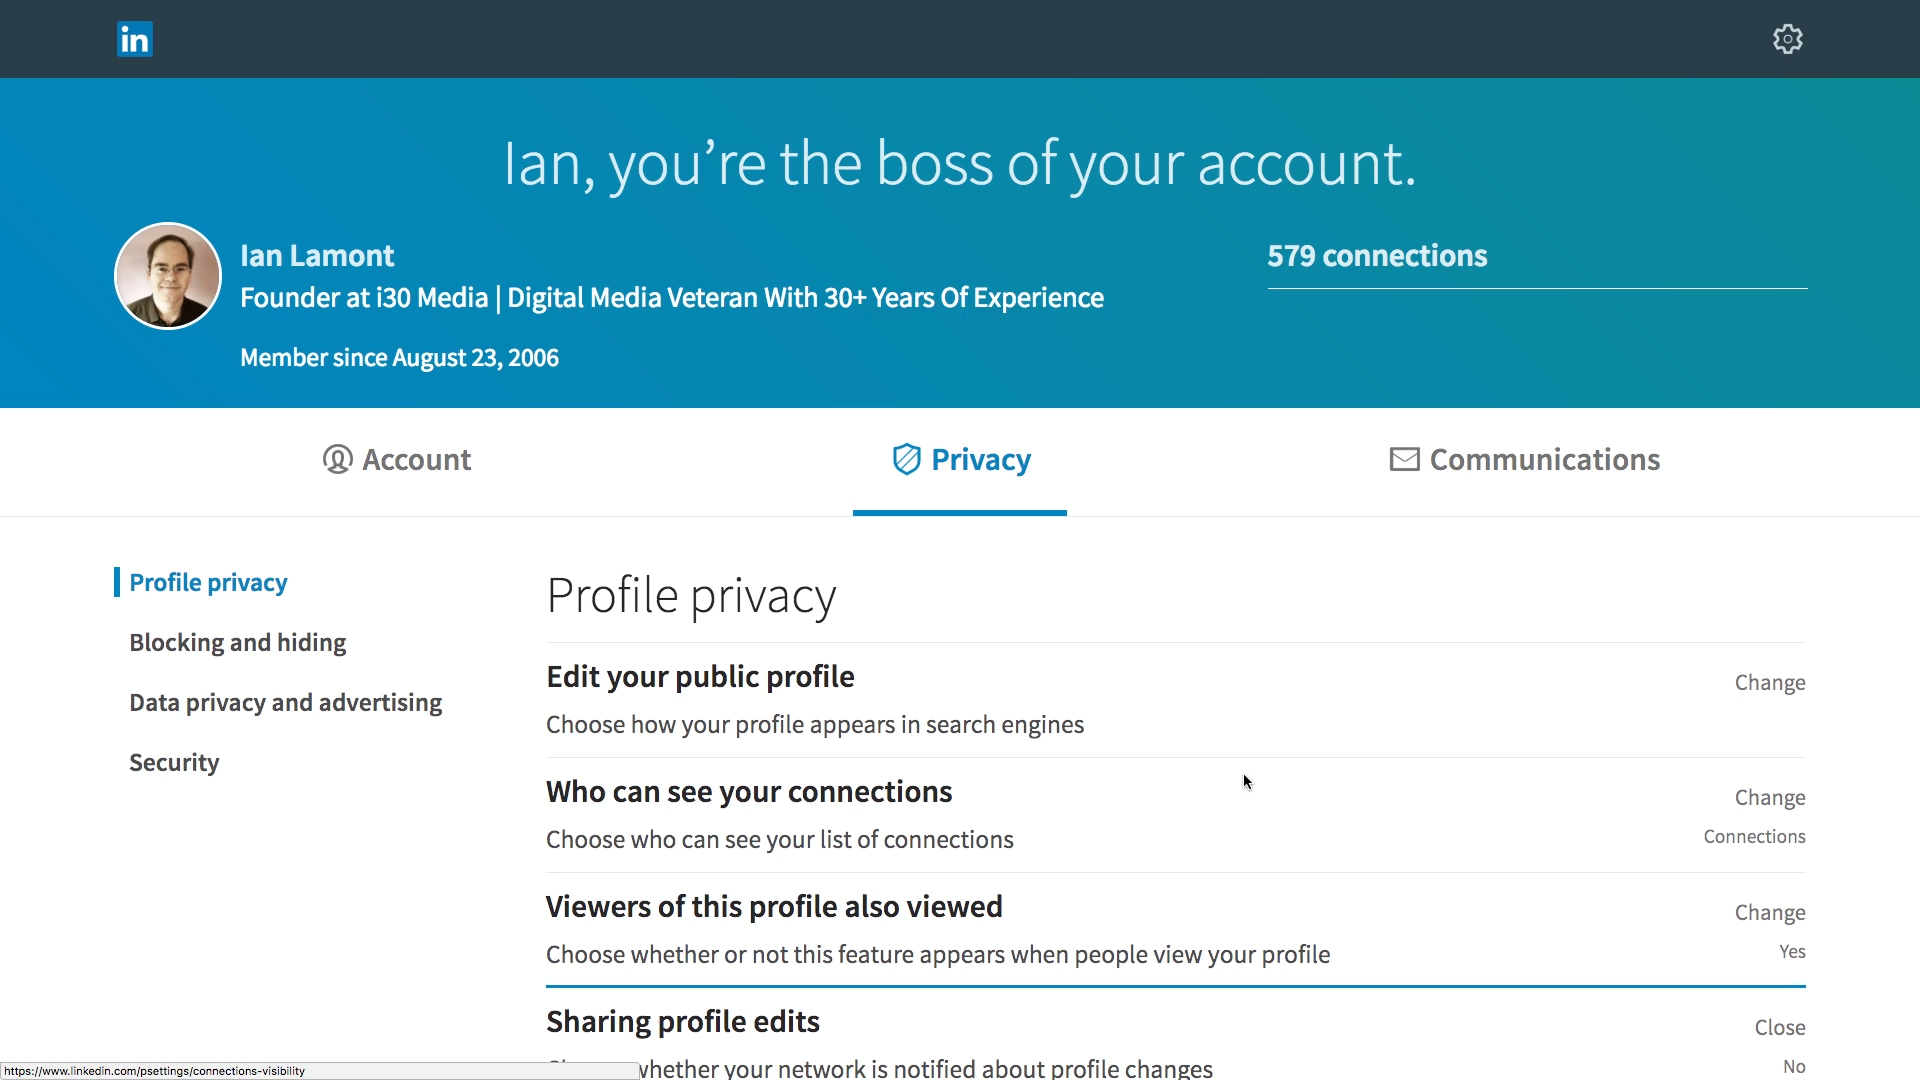 in
Ian, you’re the boss of your account.
Ian Lamont
Founder at i30 Media | Digital Media Veteran With 30+ Years Of Experience
Member since August 23, 2006
579 connections
Account
Privacy
Communications
Profile privacy
Blocking and hiding
Data privacy and advertising
Security
Profile privacy
Edit your public profile
Change
Choose how your profile appears in search engines
Who can see your connections
Change
Choose who can see your list of connections
Connections
Viewers of this profile also viewed
Change
Choose whether or not this feature appears when people view your profile
Yes
Sharing profile edits
Close
whether your network is notified about profile changes
No
https://www.linkedin.com/psettings/connections-visibility